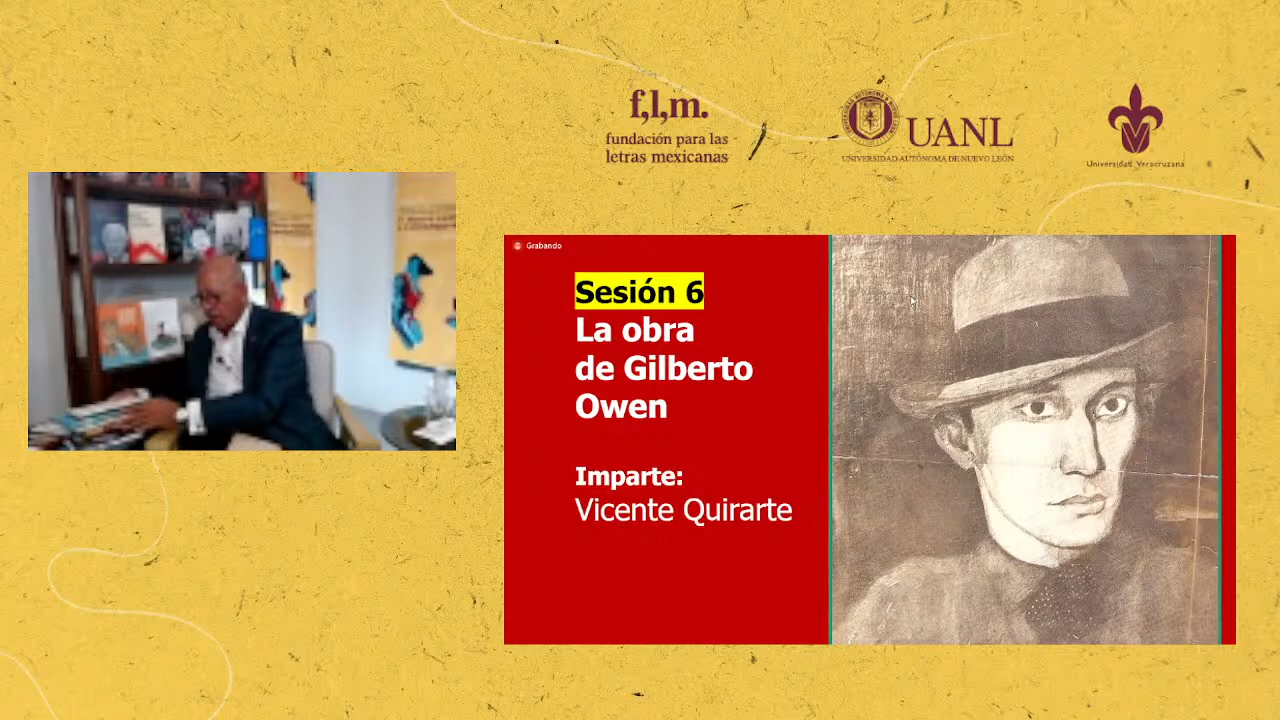 f,l,m.
fundación para las
letras mexicanas
UANL
UNIVERSIDAD AUTÓNOMA DE NUEVO LEÓN
Universidad Veracruzana
Grabando
Sesión 6
La obra
de Gilberto
Owen
Imparte:
Vicente Quirarte